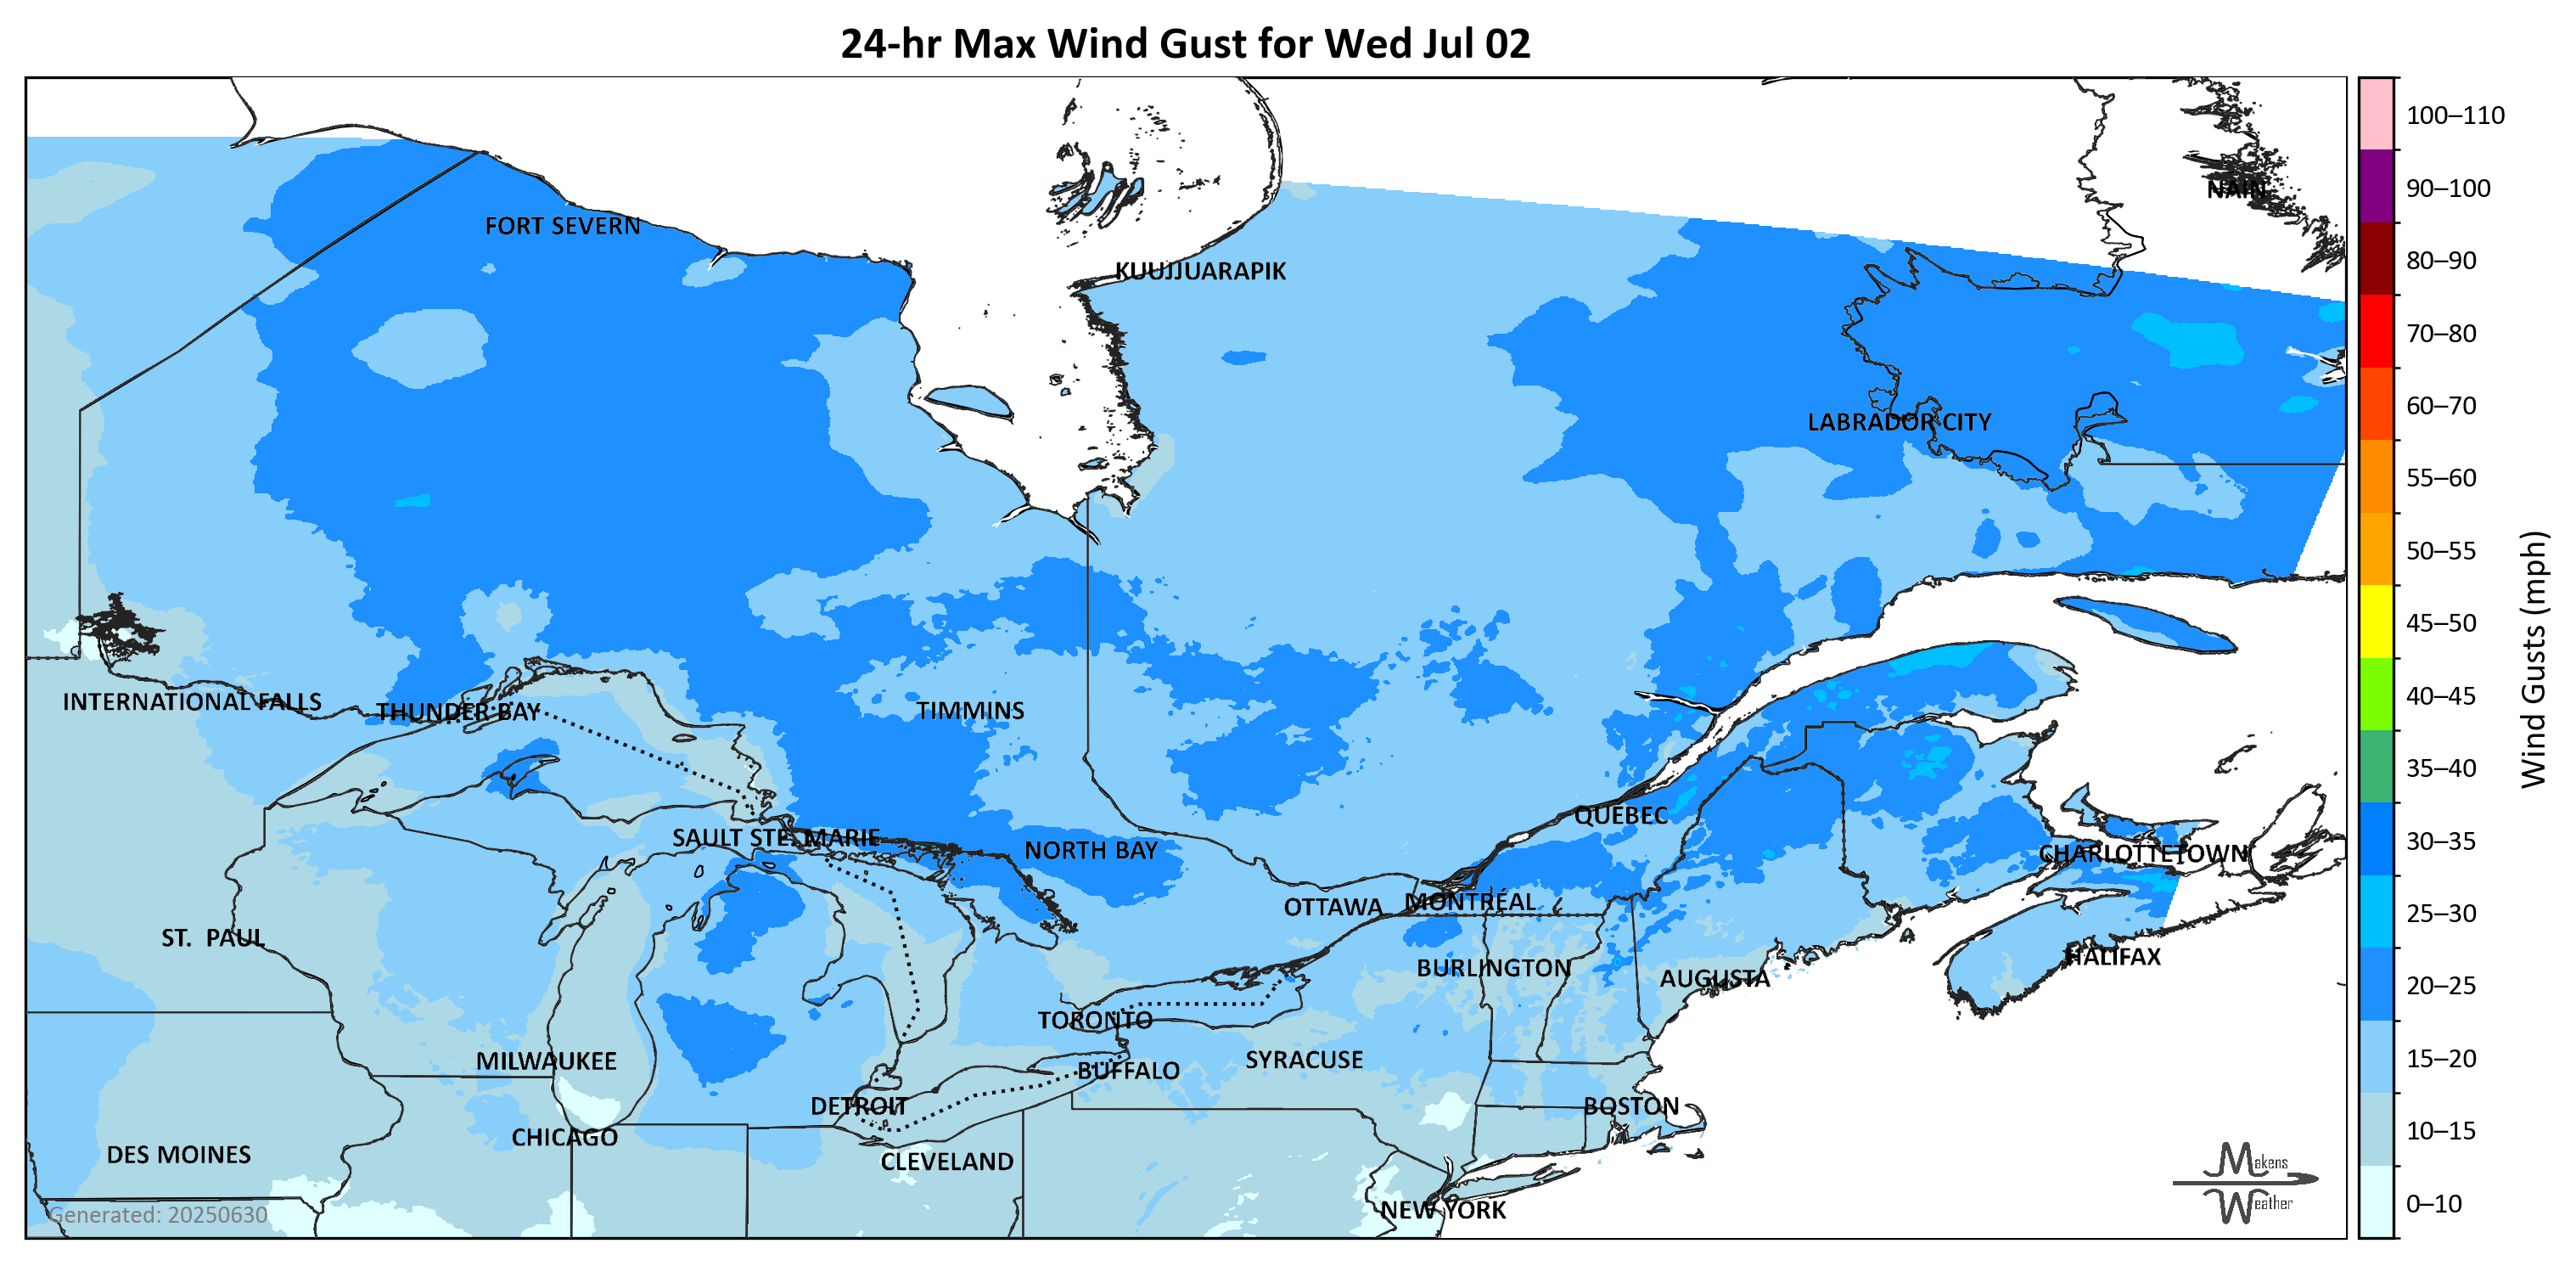 24-hr Max Wind Gust for Wed Jul 02
100–110
90–100
NAIN
FORT SEVERN
80–90
KUUJJUARAPIK
70–80
60–70
LABRADOR CITY
55–60
50–55
45–50
Wind Gusts (mph)
40–45
INTERNATIONAL FALLS
THUNDER BAY
TIMMINS
35–40
QUÉBEC
30–35
SAULT STE. MARIE
NORTH BAY
CHARLOTTETOWN
OTTAWA
MONTRÉAL
25–30
ST. PAUL
HALIFAX
BURLINGTON
AUGUSTA
20–25
TORONTO
MILWAUKEE
SYRACUSE
15–20
BUFFALO
DETROIT
BOSTON
10–15
CHICAGO
DES MOINES
CLEVELAND
Makens
Weather
0–10
Generated: 20250630
NEW YORK